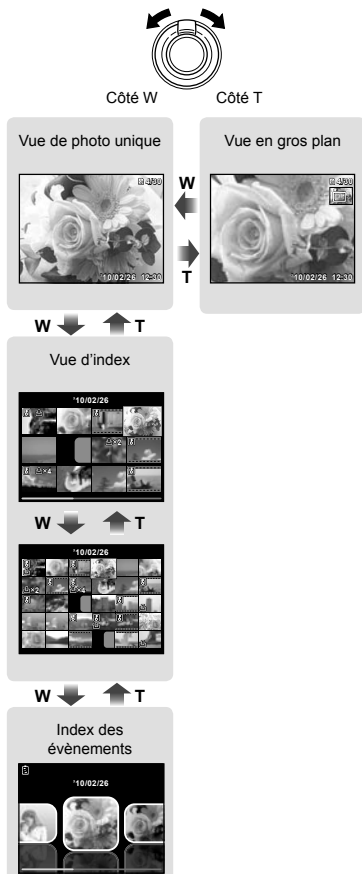 Côté W Côté T
Vue de photo unique
4/30
'10/02/26 12:30
W
T
Vue en gros plan
4/30
'10/02/26 12:30
W T
Vue d'index
'10/02/26
×2
×4
W T
'10/02/26
×2 ×4
W T
Index des
évènements
'10/02/26